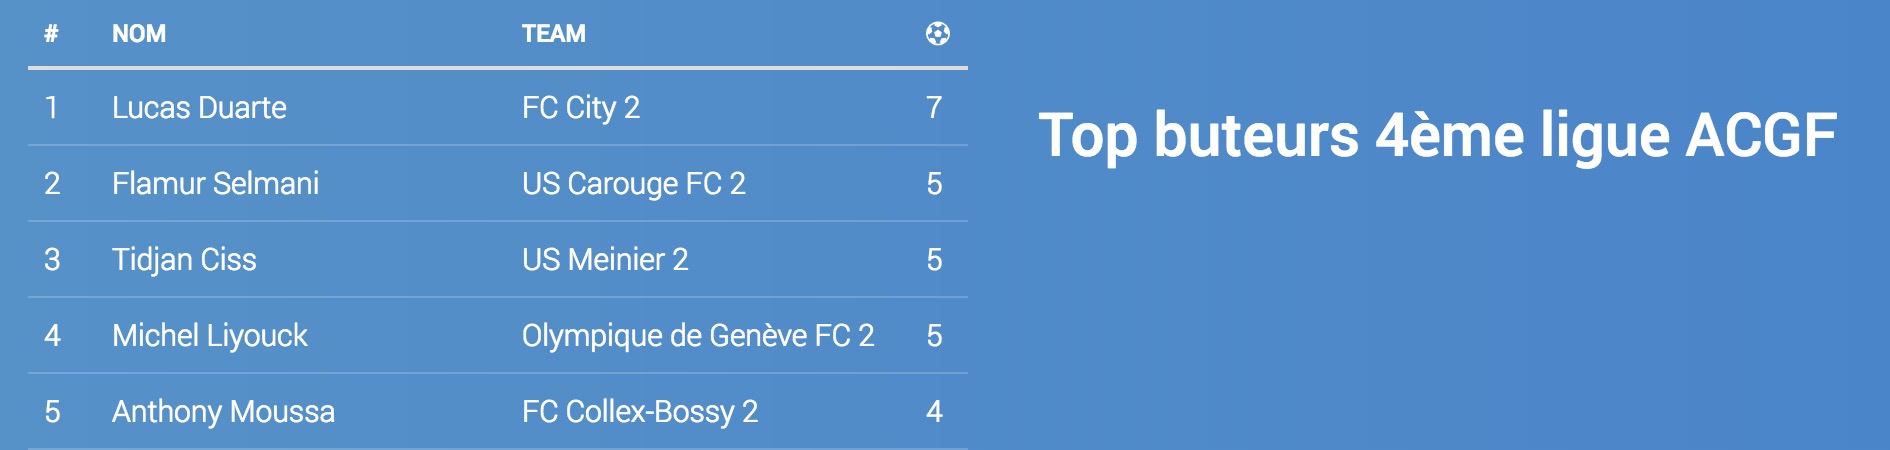 # NOM TEAM
1 Lucas Duarte FC City 2 7
2 Flamur Selmani US Carouge FC 2 5
3 Tidjan Ciss US Meinier 2 5
4 Michel Liyouck Olympique de Genève FC 2 5
5 Anthony Moussa FC Collex-Bossy 2 4
Top buteurs 4ème ligue ACGF